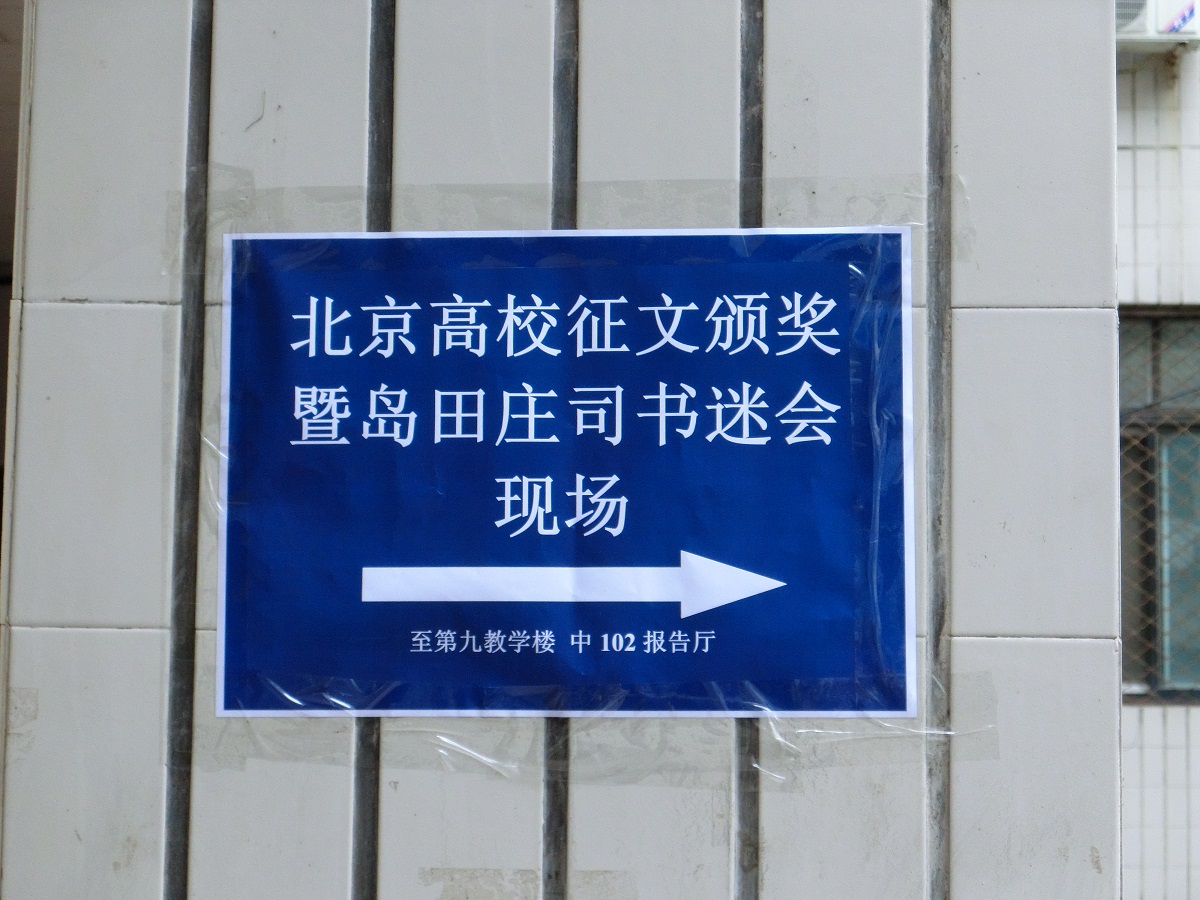 北京高校征文颁奖
暨岛田庄司书迷会
现场
至第九教学楼 中 102 报告厅